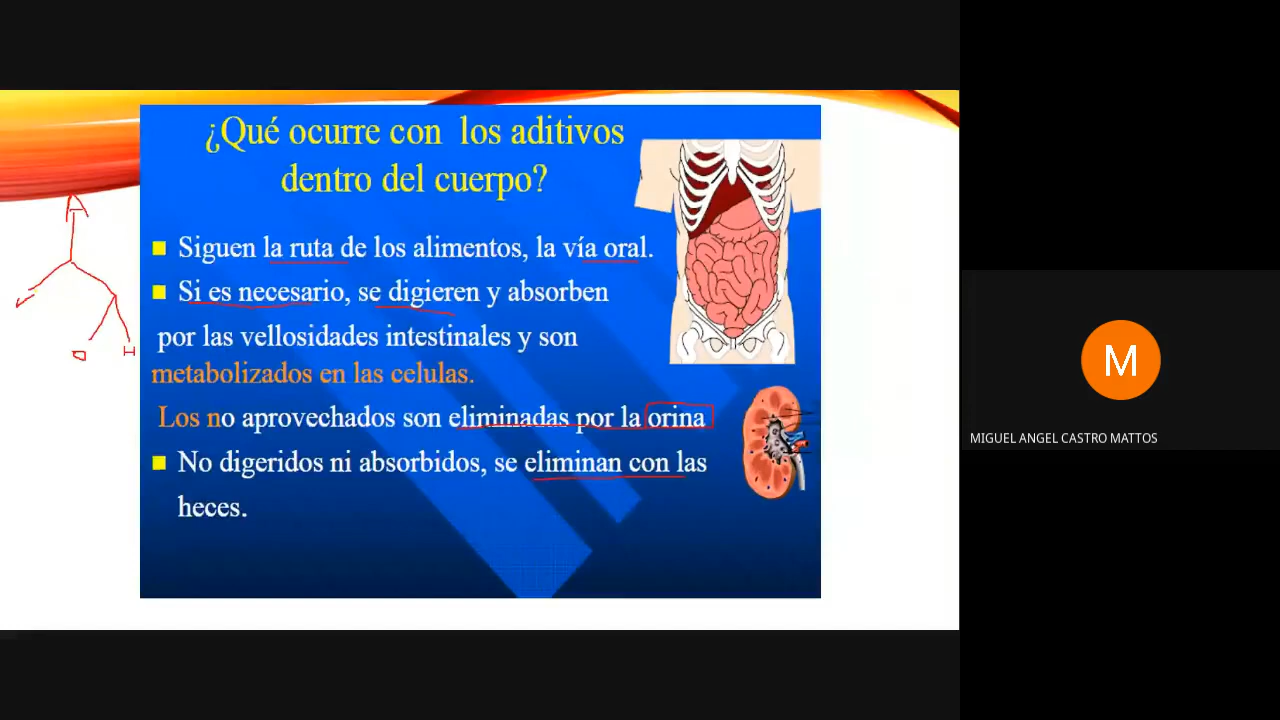 ¿Qué ocurre con los aditivos
dentro del cuerpo?
Siguen la ruta de los alimentos, la vía oral.
Si es necesario, se digieren y absorben
por las vellosidades intestinales y son
metabolizados en las celulas.
Los no aprovechados son eliminadas por la orina
No digeridos ni absorbidos, se eliminan con las
heces.
A
H
M
MIGUEL ANGEL CASTRO MATTOS